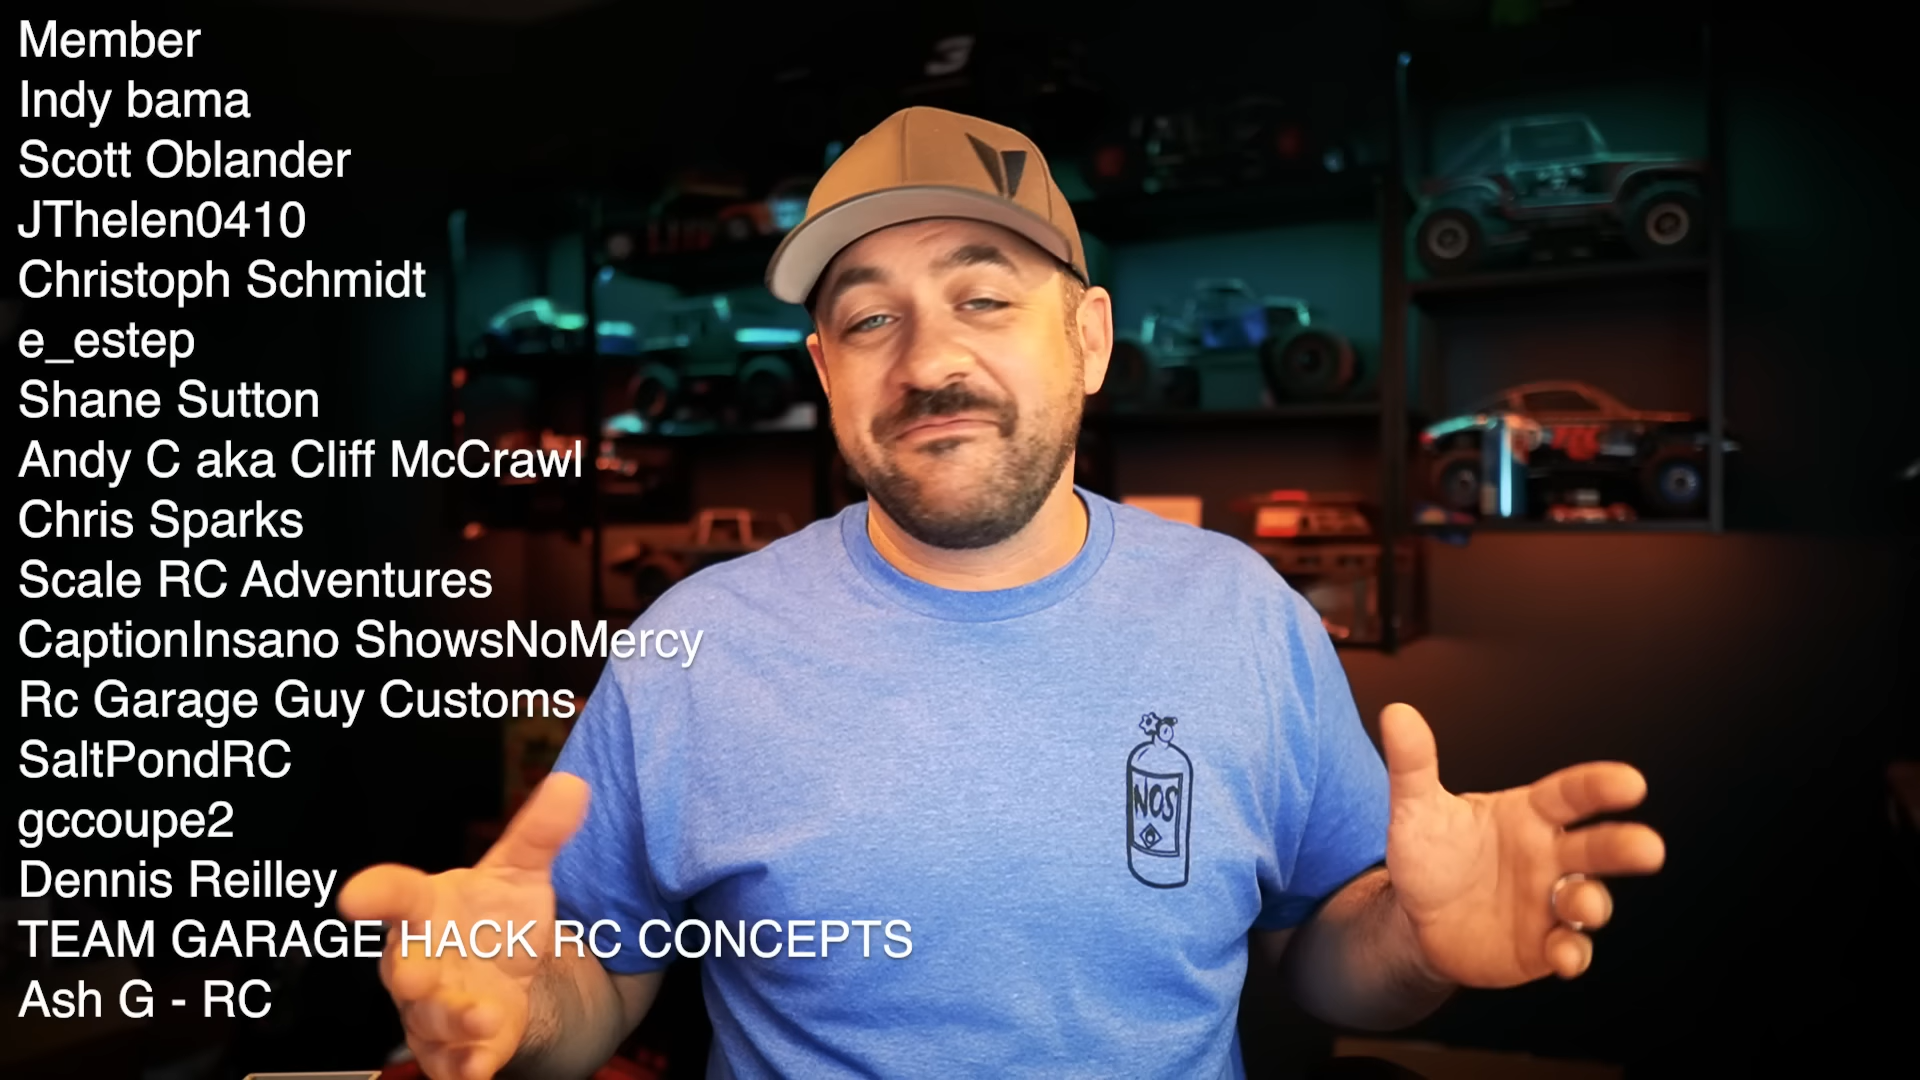 Member
Indy bama
Scott Oblander
JThelen0410
Christoph Schmidt
e_estep
Shane Sutton
Andy C aka Cliff McCrawl
Chris Sparks
Scale RC Adventures
CaptionInsano ShowsNoMercy
Rc Garage Guy Customs
SaltPondRC
gccoupe2
Dennis Reilley
TEAM GARAGE HACK RC CONCEPTS
Ash G - RC
3
NOS